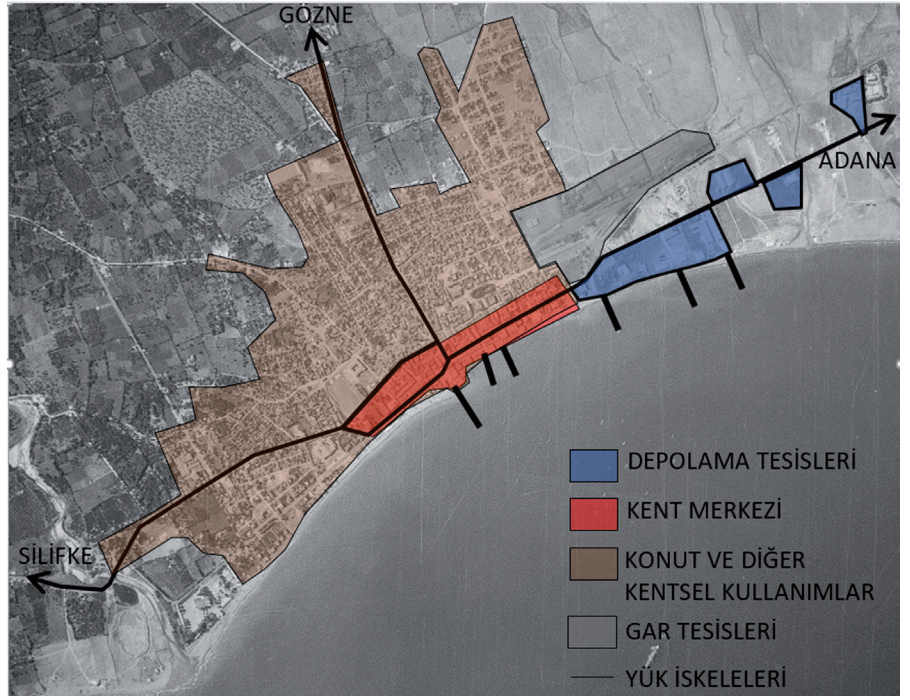 GÖZNE
ADANA
DEPOLAMA TESİSLERİ
KENT MERKEZİ
SİLİFKE
KONUT VE DİĞER
KENTSEL KULLANIMLAR
GAR TESİSLERİ
YÜK İSKELELERİ